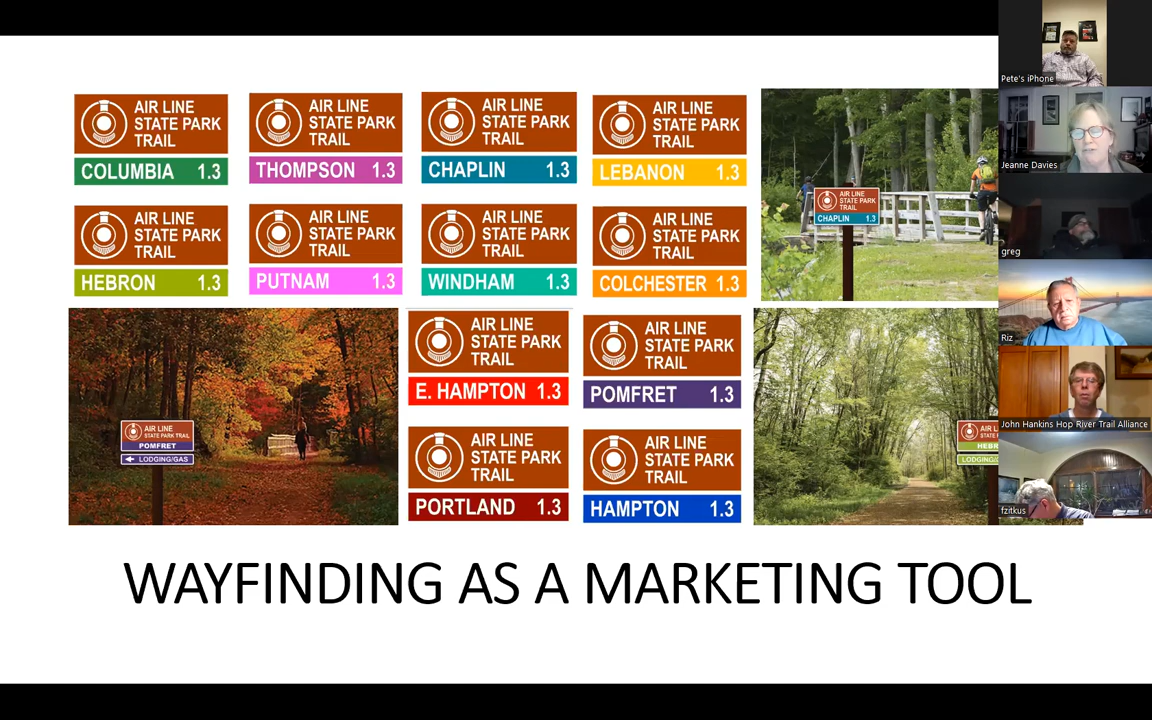 AIR LINE
STATE PARK
TRAIL
COLUMBIA 1.3
AIR LINE
STATE PARK
TRAIL
THOMPSON 1.3
AIR LINE
STATE PARK
TRAIL
CHAPLIN 1.3
AIR LINE
STATE PARK
TRAIL
LEBANON 1.3
AIR LINE
STATE PARK
TRAIL
CHAPLIN 1.3
AIR LINE
STATE PARK
TRAIL
HEBRON 1.3
AIR LINE
STATE PARK
TRAIL
PUTNAM 1.3
AIR LINE
STATE PARK
TRAIL
WINDHAM 1.3
AIR LINE
STATE PARK
TRAIL
COLCHESTER 1.3
AIR LINE
STATE PARK TRAIL
POMFRET
LODGING/GAS
AIR LINE
STATE PARK
TRAIL
E. HAMPTON 1.3
AIR LINE
STATE PARK
TRAIL
POMFRET 1.3
AIR LINE
STATE PARK
TRAIL
PORTLAND 1.3
AIR LINE
STATE PARK
TRAIL
HAMPTON 1.3
WAYFINDING AS A MARKETING TOOL
Pete's iPhone
Jeanne Davies
greg
Riz
John Hankins Hop River Trail Alliance
fzitkus